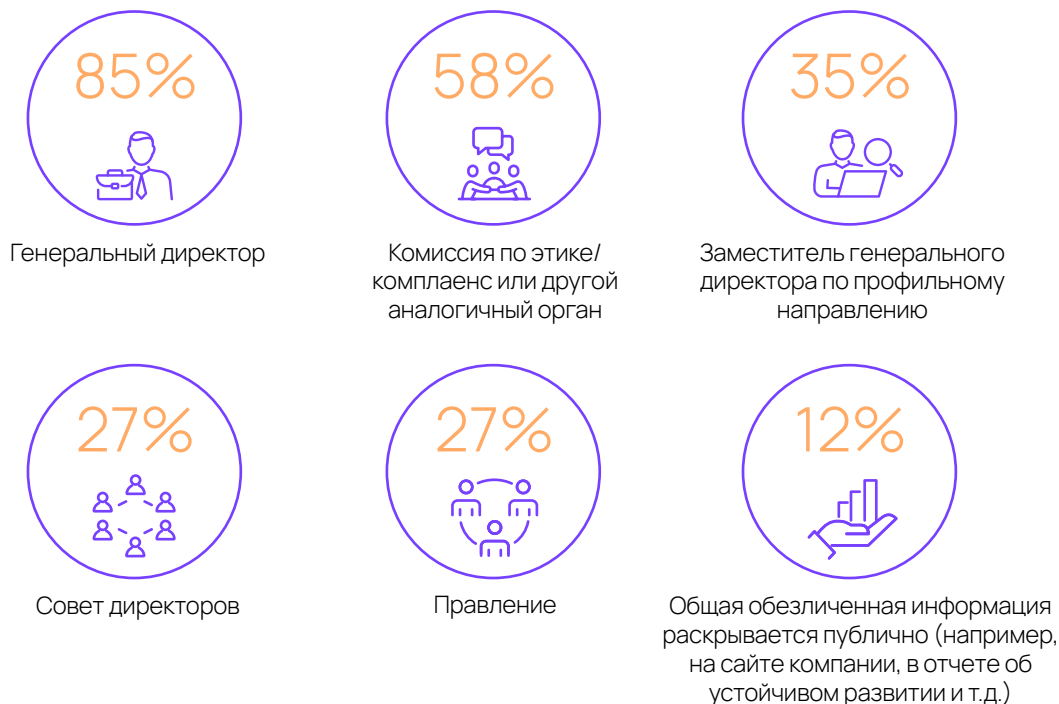 85%
58%
35%
Генеральный директор
Комиссия по этике/
комплаенс или другой
аналогичный орган
Заместитель генерального
директора по профильному
направлению
27%
27%
12%
Совет директоров
Правление
Общая обезличенная информация
раскрывается публично (например,
на сайте компании, в отчете об
устойчивом развитии и т.д.)